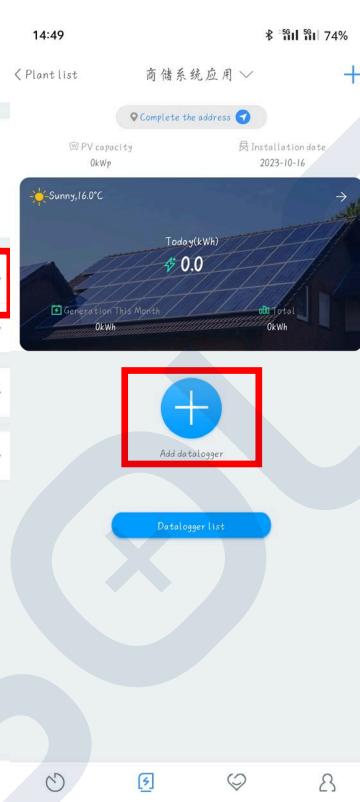 14:49 5G 5G 74%
Plant list 商储系统应用
Complete the address
PV capacity Installation date
0kWp 2023-10-16
Sunny,16.0°C
Today(kWh)
0.0
Generation This Month Total
0kWh 0kWh
Add datalogger
Datalogger list